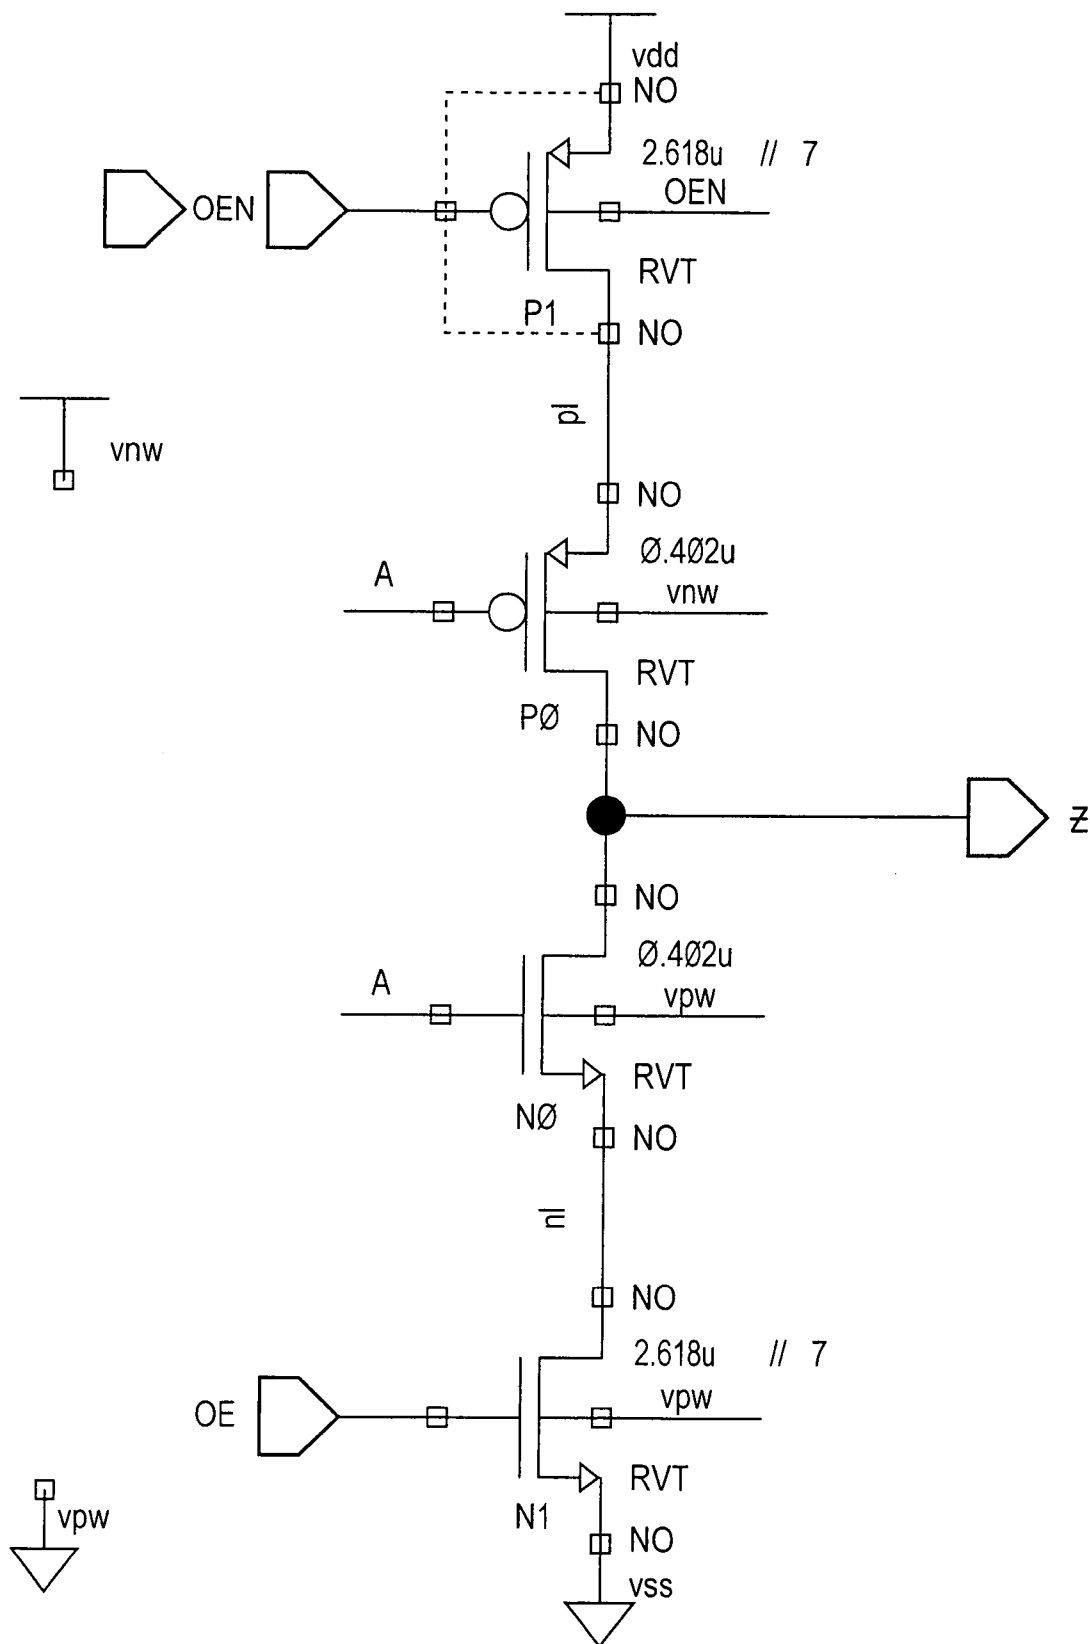 vdd
NO
2.618u // 7
OEN
OEN
RVT
P1
NO
pl
vnw
NO
A
Ø.4Ø2u
vnw
RVT
PØ
NO
Z
NO
Ø.4Ø2u
A
vpw
RVT
NØ
NO
nl
NO
2.618u // 7
vpw
OE
RVT
N1
vpw
NO
vss